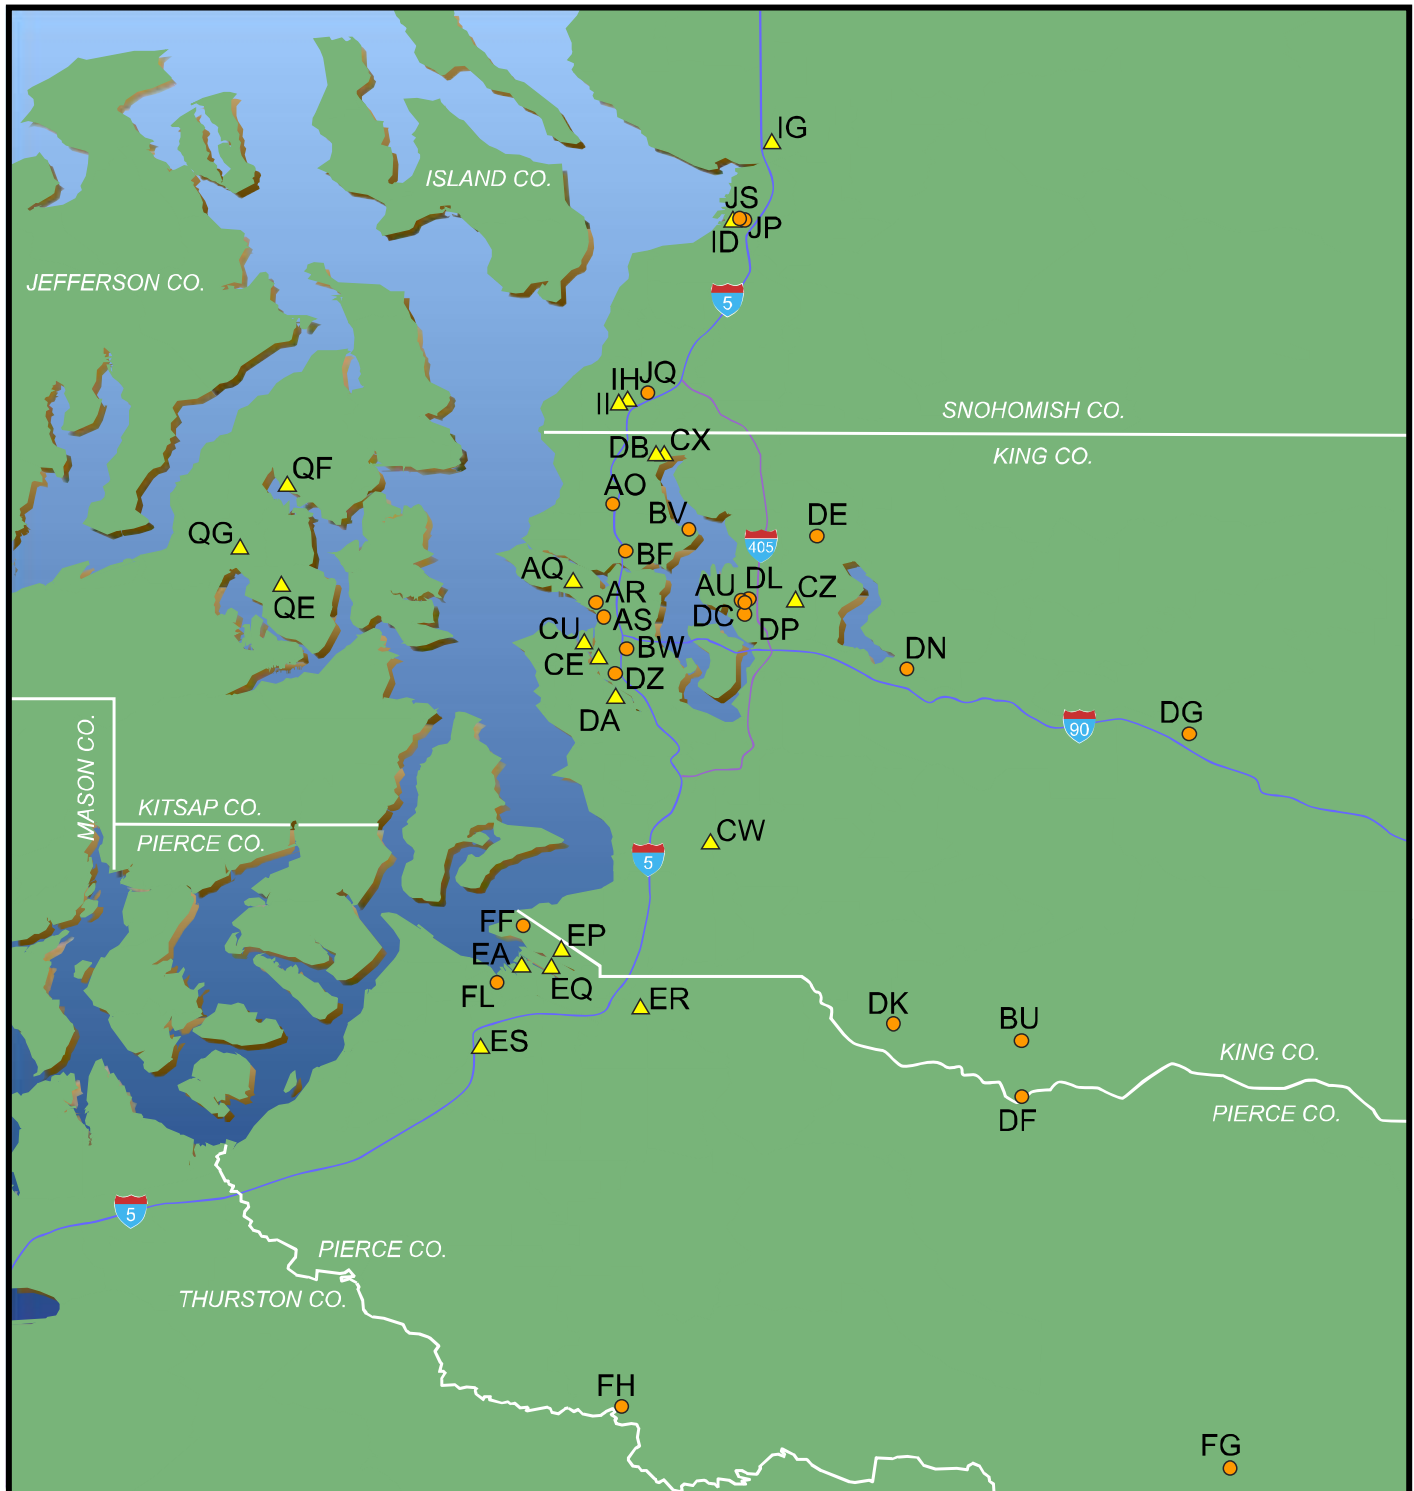 IG
ISLAND CO.
JS
JP
ID
JEFFERSON CO.
5
IH
JQ
II
SNOHOMISH CO.
DB
CX
KING CO.
QF
AO
BV
DE
QG
405
BF
AQ
AR
AU
DL
CZ
QE
AS
DC
DP
CU
BW
CE
DN
DZ
DA
DG
90
MASON CO.
KITSAP CO.
PIERCE CO.
CW
5
FF
EP
EA
EQ
FL
ER
DK
BU
ES
KING CO.
DF
PIERCE CO.
5
PIERCE CO.
THURSTON CO.
FH
FG